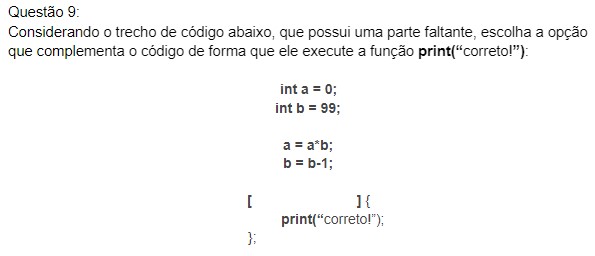 Questão 9:
Considerando o trecho de código abaixo, que possui uma parte faltante, escolha a opção
que complementa o código de forma que ele execute a função print(“correto!”):
int a = 0;
int b = 99;
a = a*b;
b = b-1;
[ ] {
print(“correto!”);
};